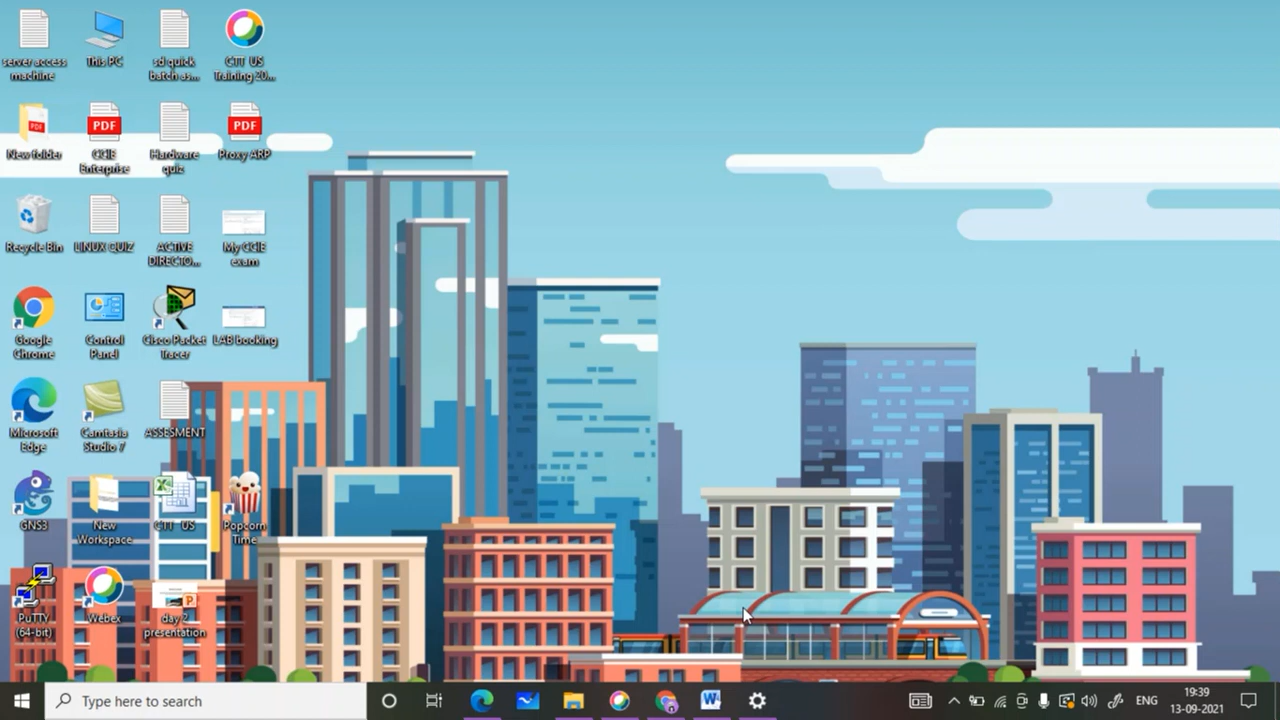 server access
machine
This PC
sd quick
batch as...
CTT US
Training 20...
New folder
PDF
PDF
CCIE
Enterprise
Hardware
quiz
PDF
Proxy ARP
Recycle Bin
LINUX QUIZ
ACTIVE
DIRECTO...
My CCIE
exam
Google
Chrome
Control
Panel
Cisco Packet
Tracer
LAB booking
Microsoft
Edge
Camtasia
Studio 7
ASSESMENT
GNS3
New
Workspace
CTT US
Popcorn
Time
PuTTY
(64-bit)
Webex
day 2
presentation
Type here to search
W
ENG
19:39
13-09-2021